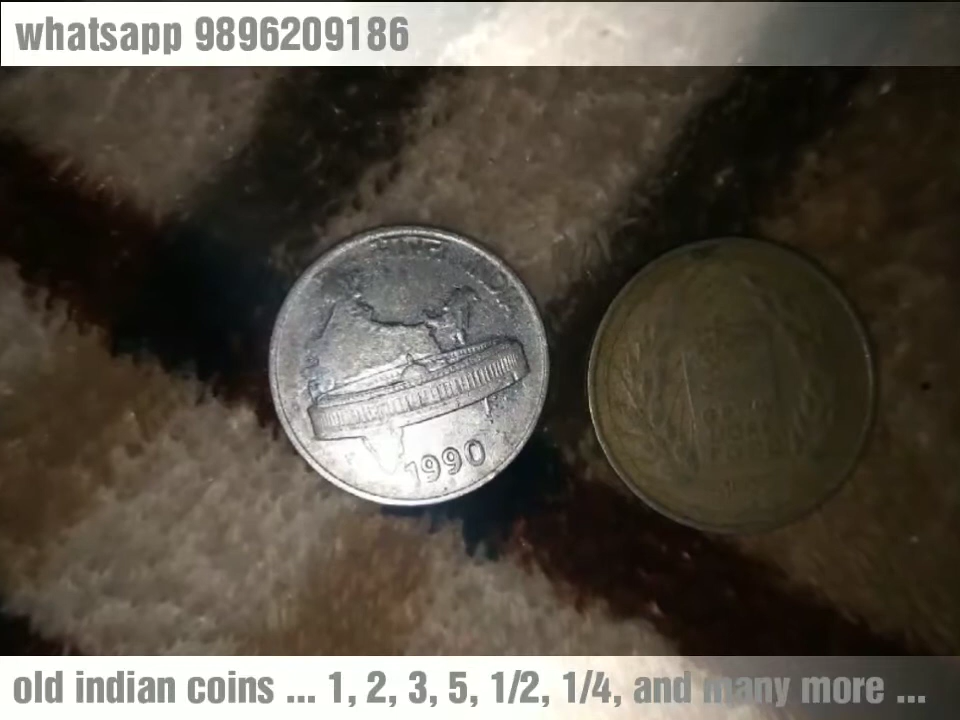 whatsapp 9896209186
1990
old indian coins ... 1, 2, 3, 5, 1/2, 1/4, and many more ...